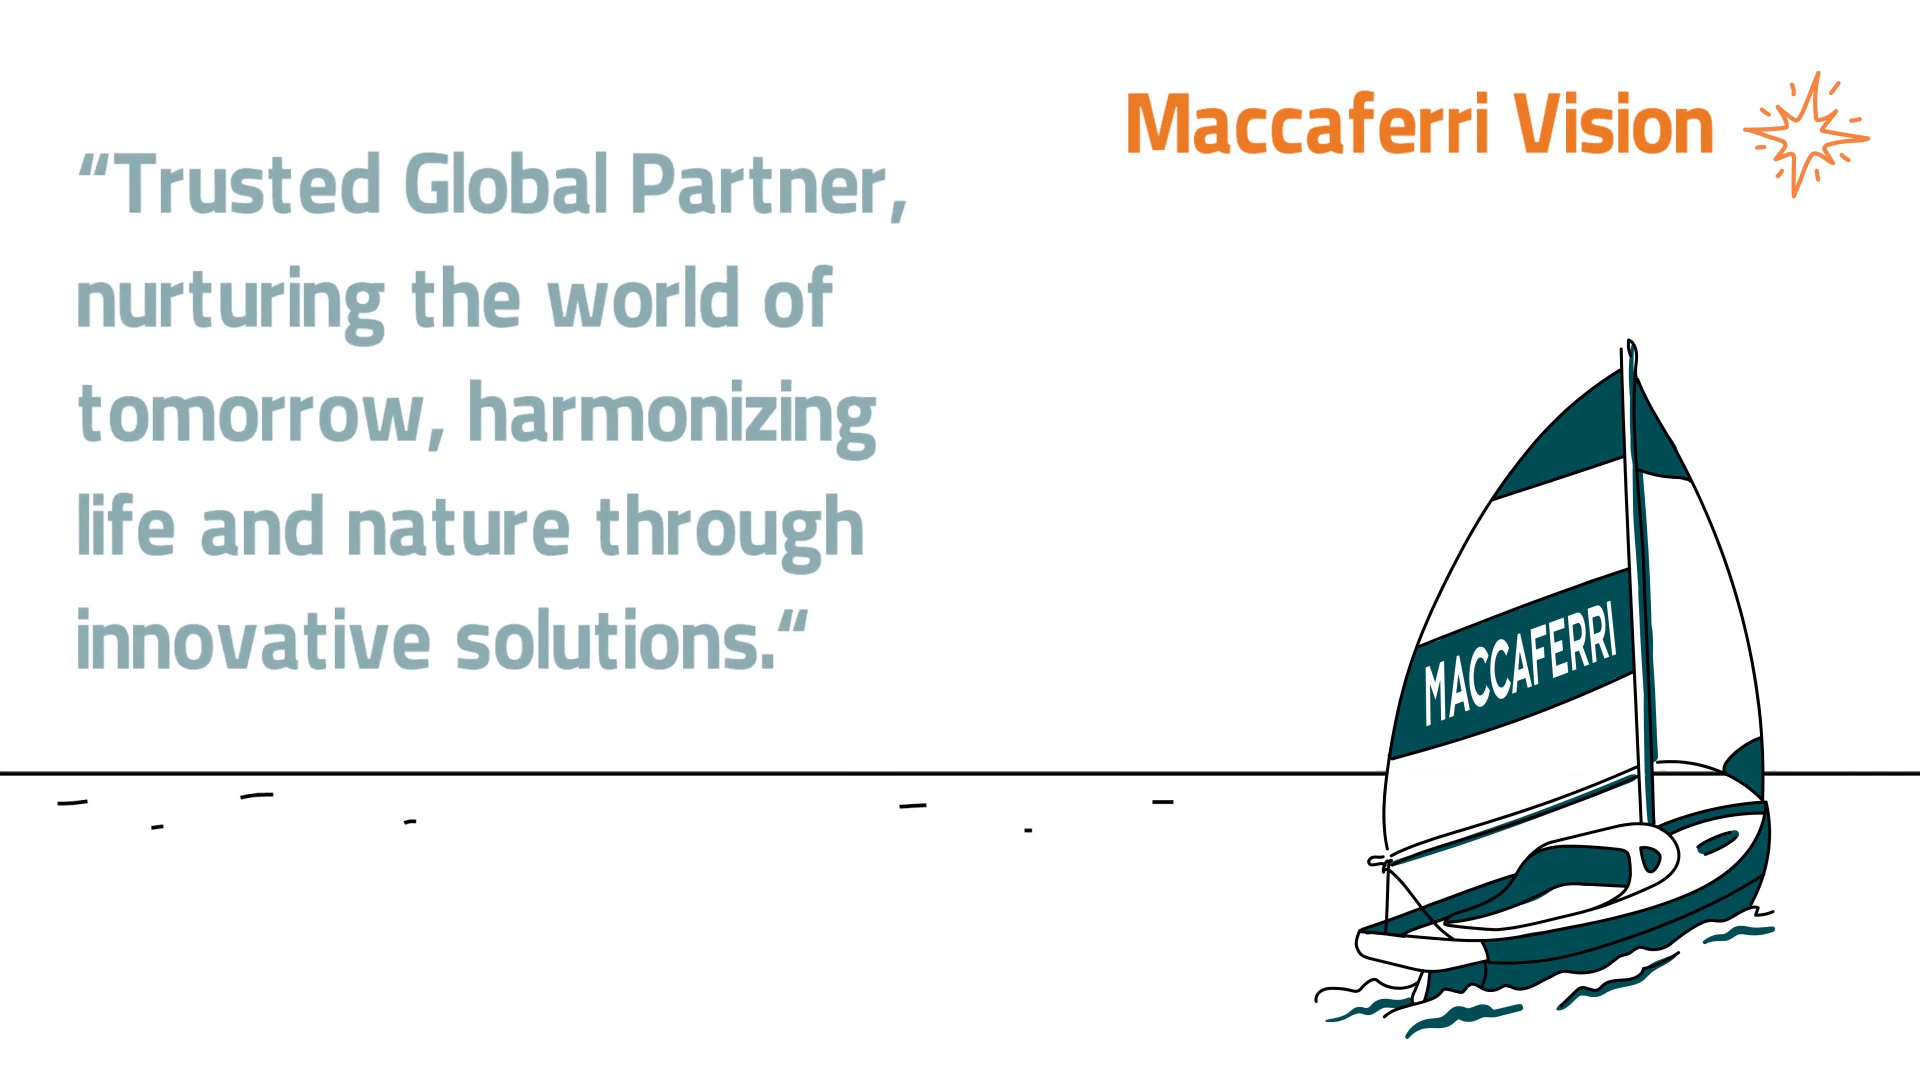 Maccaferri Vision
“Trusted Global Partner,
nurturing the world of
tomorrow, harmonizing
life and nature through
innovative solutions.“
MACCAFERRI